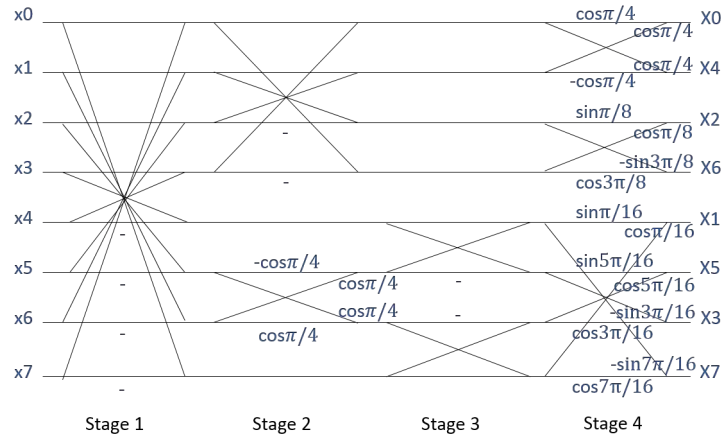 x0 cosπ/4 X0
cosπ/4
x1 cosπ/4 X4
-cosπ/4
x2 sinπ/8 X2
- cosπ/8
x3 -sin3π/8 X6
- cos3π/8
x4 sinπ/16 X1
- cosπ/16
x5 -cosπ/4 sin5π/16 X5
- cosπ/4 - cos5π/16
x6 cosπ/4 - -sin3π/16 X3
- cosπ/4 cos3π/16
x7 -sin7π/16 X7
- cos7π/16
Stage 1 Stage 2 Stage 3 Stage 4